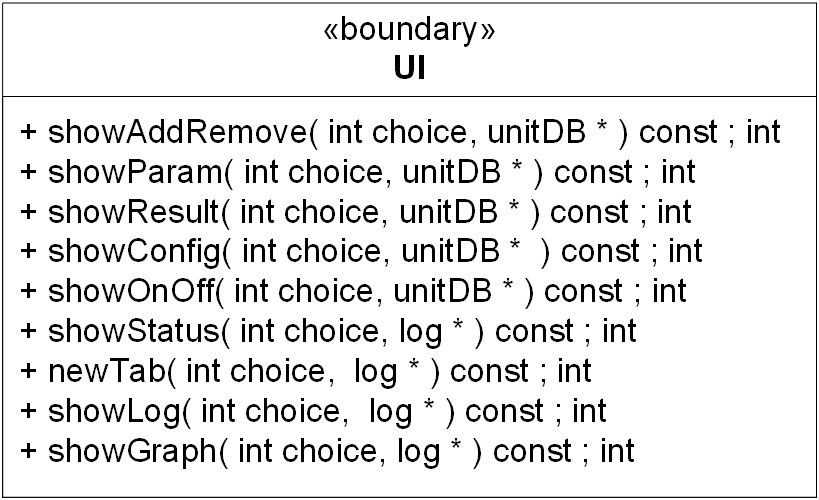 «boundary»
UI
+ showAddRemove( int choice, unitDB * ) const ; int
+ showParam( int choice, unitDB * ) const ; int
+ showResult( int choice, unitDB * ) const ; int
+ showConfig( int choice, unitDB *  ) const ; int
+ showOnOff( int choice, unitDB * ) const ; int
+ showStatus( int choice, log * ) const ; int
+ newTab( int choice,  log * ) const ; int
+ showLog( int choice,  log * ) const ; int
+ showGraph( int choice, log * ) const ; int